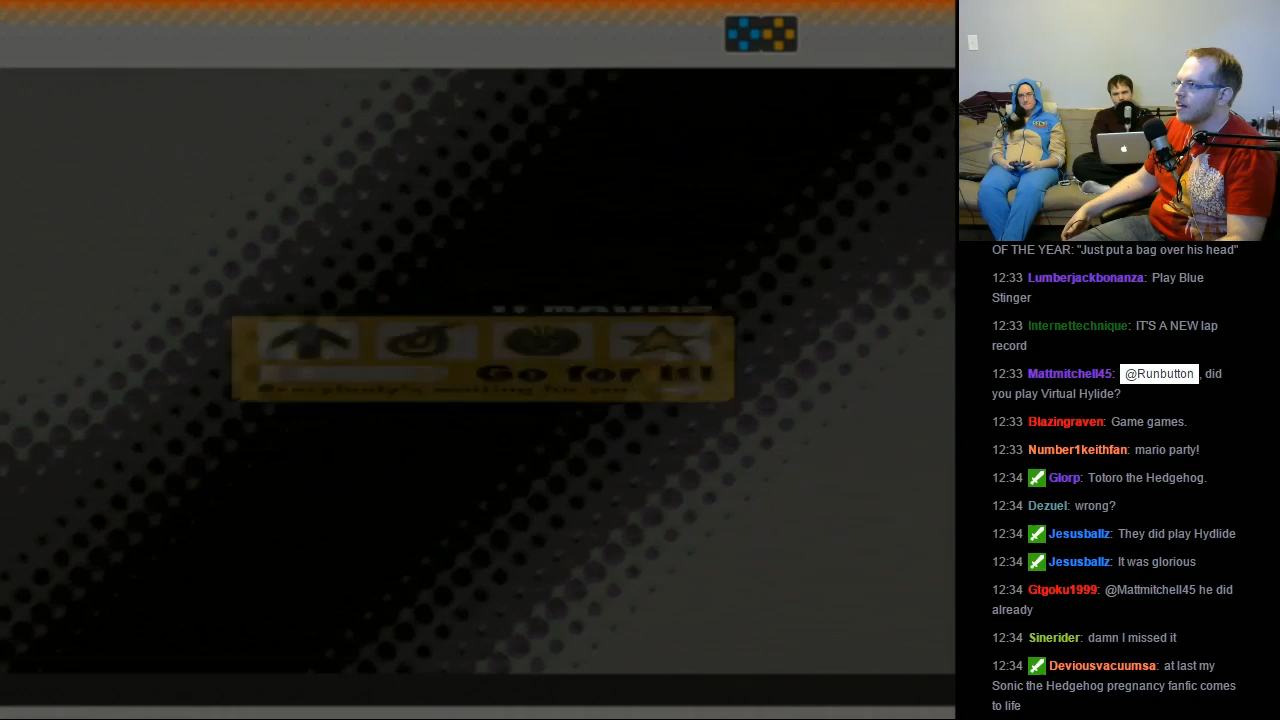 Go for it!
OF THE YEAR: "Just put a bag over his head"
12:33 Lumberjackbonanza: Play Blue
Stinger
12:33 Internettechnique: IT'S A NEW lap
record
12:33 Mattmitchell45: @Runbutton, did
you play Virtual Hylide?
12:33 Blazingraven: Game games.
12:33 Number1keithfan: mario party!
12:34 Glorp: Totoro the Hedgehog.
12:34 Dezuel: wrong?
12:34 Jesusballz: They did play Hydlide
12:34 Jesusballz: It was glorious
12:34 Gtgoku1999: @Mattmitchell45 he did
already
12:34 Sinerider: damn I missed it
12:34 Deviousvacuumsa: at last my
Sonic the Hedgehog pregnancy fanfic comes
to life